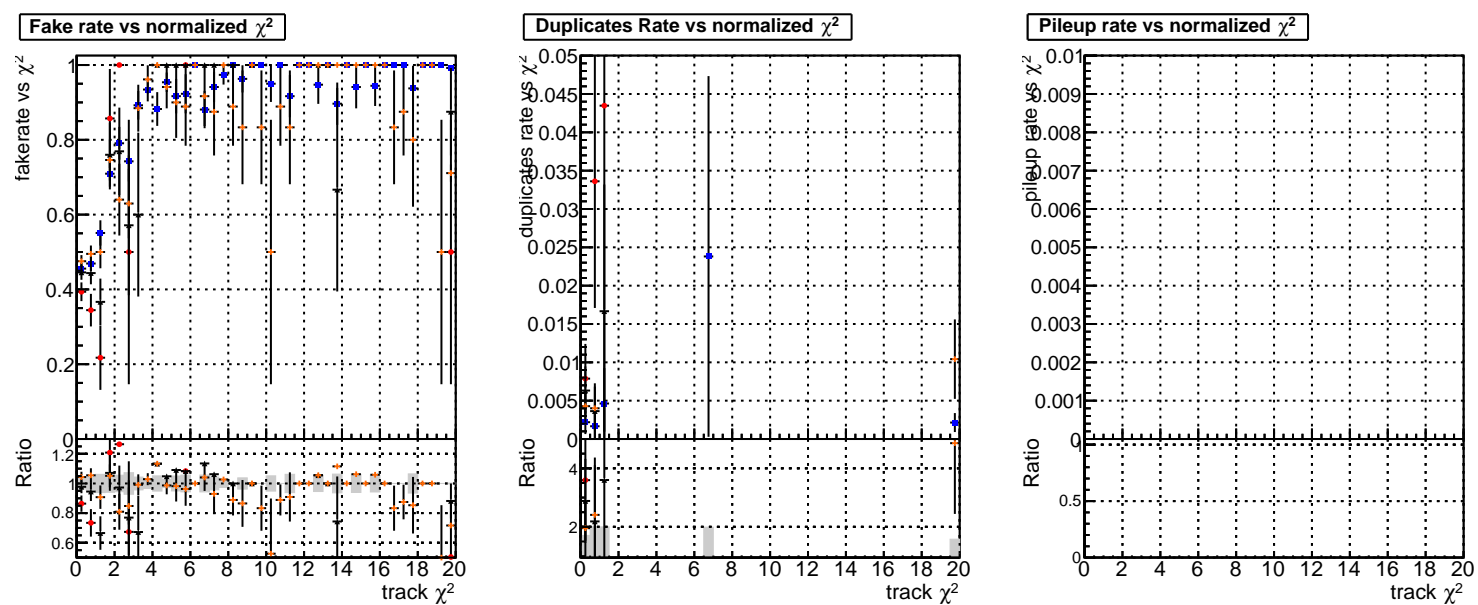 Fake rate vs normalized χ²
fakerate vs χ²
1
0.8
0.6
0.4
0.2
0
Ratio
1.2
1
0.8
0.6
0 2 4 6 8 10 12 14 16 18 20
track χ²
Duplicates Rate vs normalized χ²
duplicates rate vs χ²
0.05
0.045
0.04
0.035
0.03
0.025
0.02
0.015
0.01
0.005
0
Ratio
4
2
0 2 4 6 8 10 12 14 16 18 20
track χ²
Pileup rate vs normalized χ²
pileup rate vs χ²
0.01
0.009
0.008
0.007
0.006
0.005
0.004
0.003
0.002
0.001
0
Ratio
1
0.5
0
0 2 4 6 8 10 12 14 16 18 20
track χ²